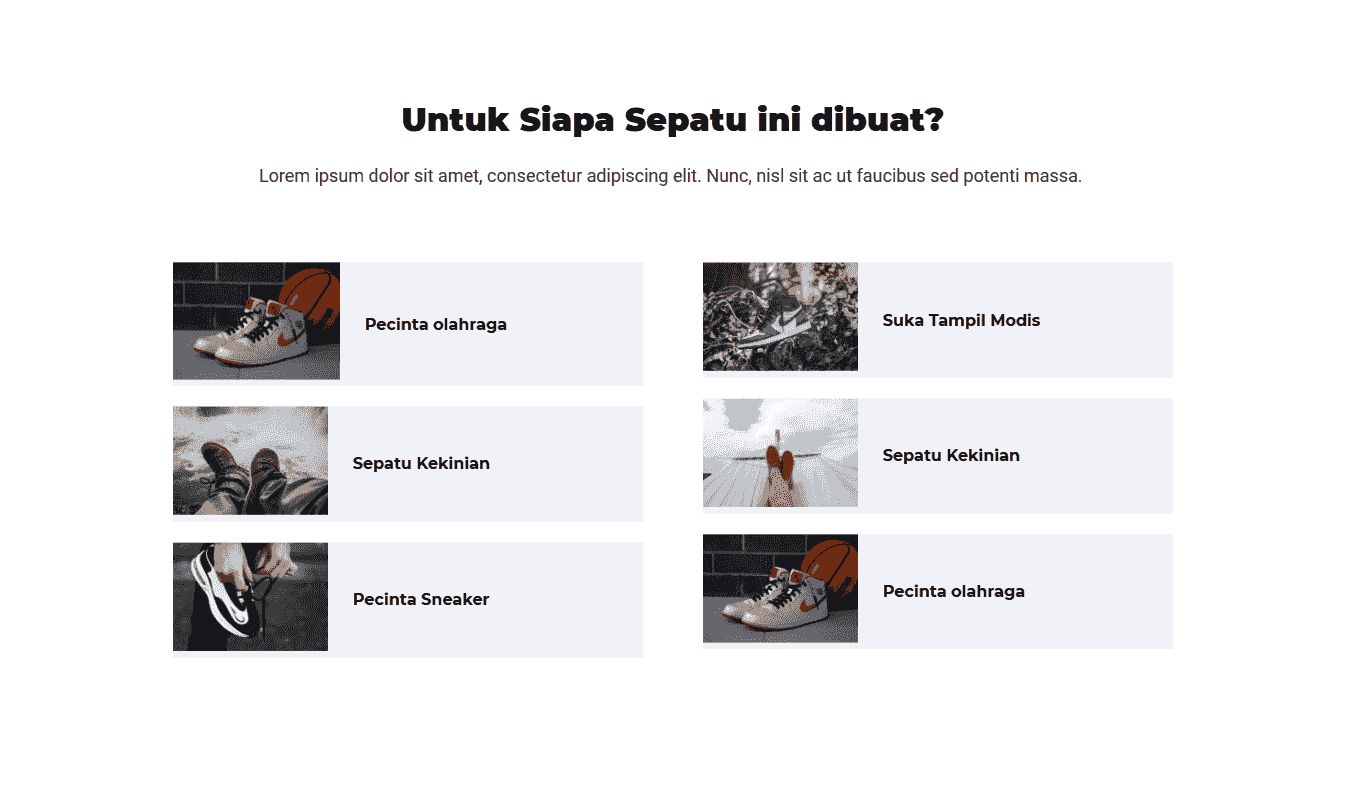 Untuk Siapa Sepatu ini dibuat?
Lorem ipsum dolor sit amet, consectetur adipiscing elit. Nunc, nisl sit ac ut faucibus sed potenti massa.
Pecinta olahraga
Suka Tampil Modis
Sepatu Kekinian
Sepatu Kekinian
Pecinta Sneaker
Pecinta olahraga